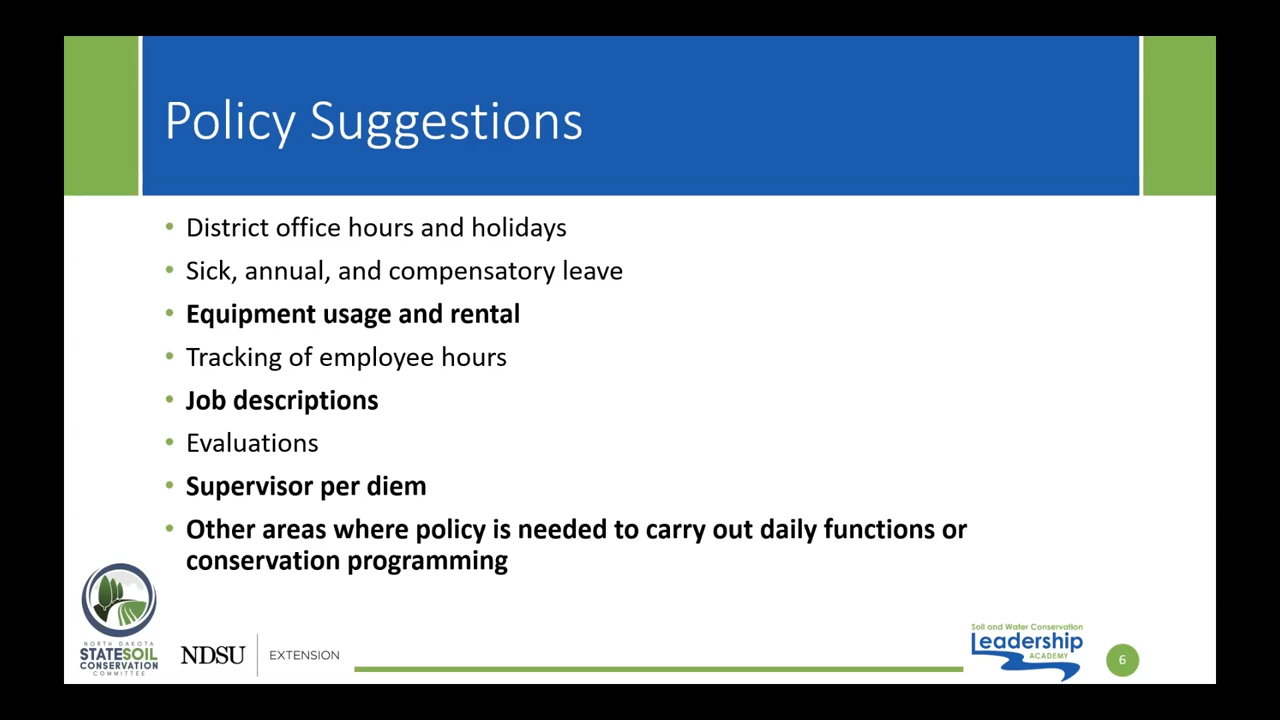 Policy Suggestions
• District office hours and holidays
• Sick, annual, and compensatory leave
• Equipment usage and rental
• Tracking of employee hours
• Job descriptions
• Evaluations
• Supervisor per diem
• Other areas where policy is needed to carry out daily functions or
conservation programming
NORTH DAKOTA
STATE SOIL
CONSERVATION
COMMITTEE
NDSU
EXTENSION
Soil and Water Conservation
Leadership
ACADEMY
6